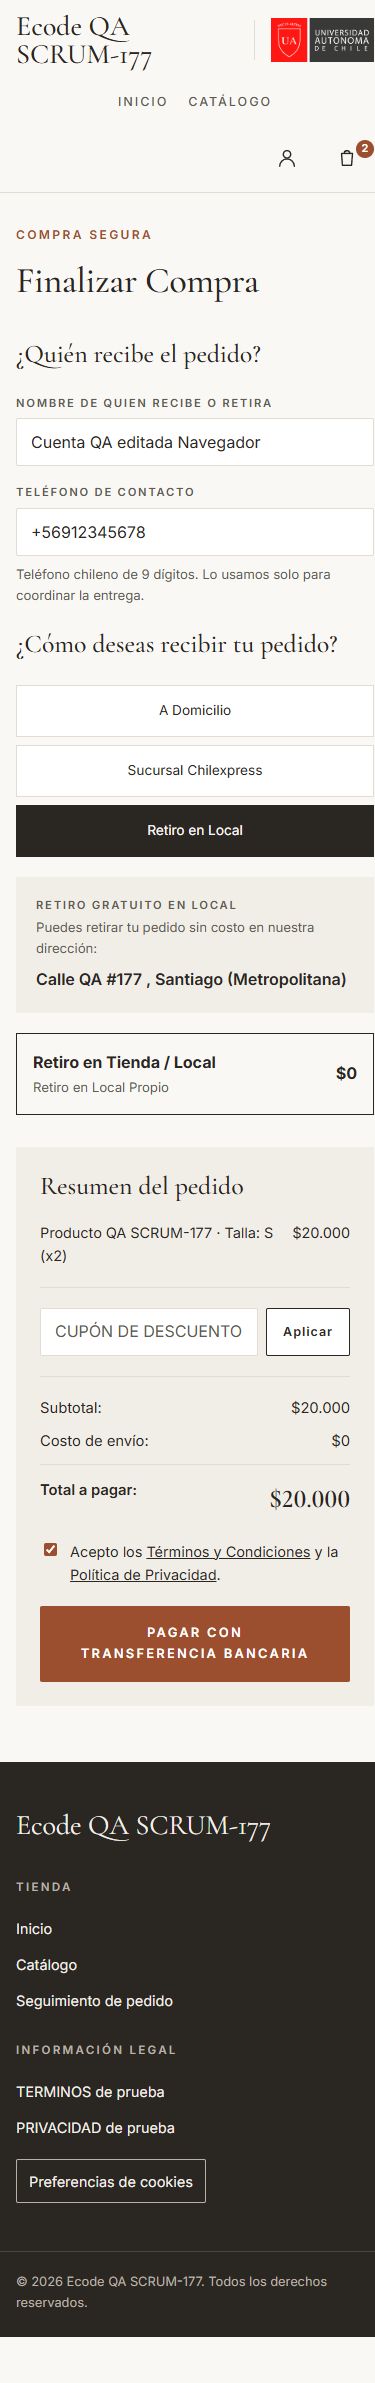 Ecode QA
SCRUM-177
UA
UNIVERSIDAD
AUTONOMA
DE CHILE
INICIO CATÁLOGO
2
COMPRA SEGURA
Finalizar Compra
¿Quién recibe el pedido?
NOMBRE DE QUIEN RECIBE O RETIRA
Cuenta QA editada Navegador
TELÉFONO DE CONTACTO
+56912345678
Teléfono chileno de 9 dígitos. Lo usamos solo para
coordinar la entrega.
¿Cómo deseas recibir tu pedido?
A Domicilio
Sucursal Chilexpress
Retiro en Local
RETIRO GRATUITO EN LOCAL
Puedes retirar tu pedido sin costo en nuestra
dirección:
Calle QA #177 , Santiago (Metropolitana)
Retiro en Tienda / Local
$0
Retiro en Local Propio
Resumen del pedido
Producto QA SCRUM-177 · Talla: S $20.000
(x2)
CUPÓN DE DESCUENTO Aplicar
Subtotal: $20.000
Costo de envío: $0
Total a pagar: $20.000
Acepto los Términos y Condiciones y la
Política de Privacidad.
PAGAR CON
TRANSFERENCIA BANCARIA
Ecode QA SCRUM-177
TIENDA
Inicio
Catálogo
Seguimiento de pedido
INFORMACIÓN LEGAL
TERMINOS de prueba
PRIVACIDAD de prueba
Preferencias de cookies
© 2026 Ecode QA SCRUM-177. Todos los derechos
reservados.